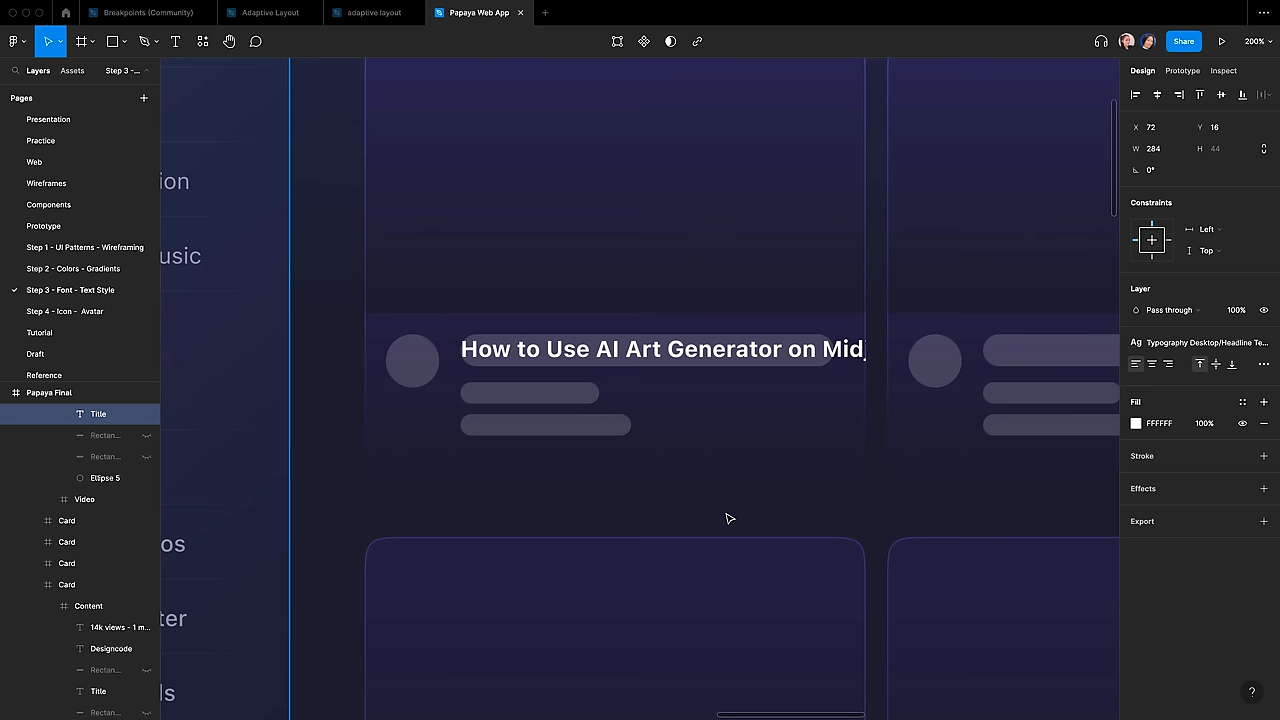 Breakpoints (Community)
Adaptive Layout
adaptive layout
Papaya Web App
Share
200%
Layers
Assets
Step 3 -...
Pages
Presentation
Practice
Web
Wireframes
Components
Prototype
Step 1 - UI Patterns - Wireframing
Step 2 - Colors - Gradients
Step 3 - Font - Text Style
Step 4 - Icon - Avatar
Tutorial
Draft
Reference
Papaya Final
Title
Rectan...
Rectan...
Ellipse 5
Video
Card
Card
Card
Card
Content
14k views - 1 m...
Designcode
Rectan...
Title
Rectan...
ion
usic
os
ter
ls
How to Use AI Art Generator on Midj
Design
Prototype
Inspect
X 72
Y 16
W 284
H 44
0°
Constraints
Left
Top
Layer
Pass through
100%
Ag Typography Desktop/Headline Te...
Fill
FFFFFF
100%
Stroke
Effects
Export
?